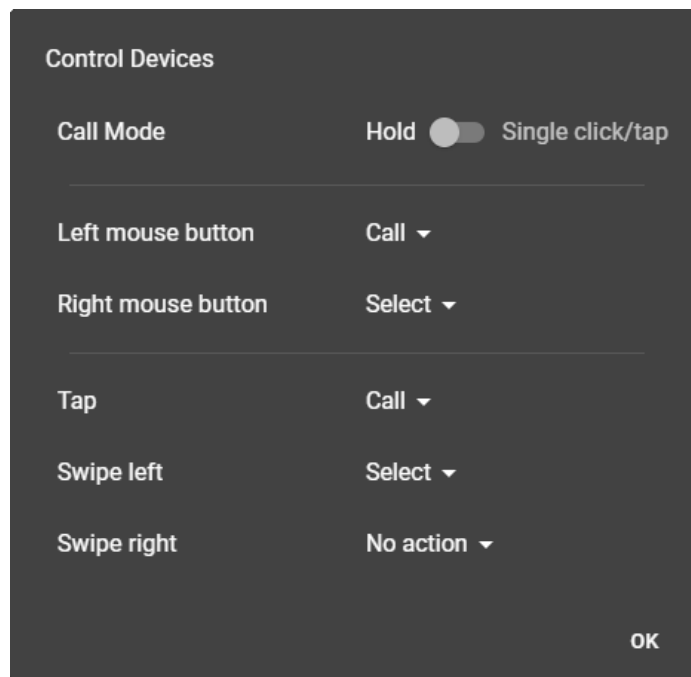 Control Devices
Call Mode Hold Single click/tap
Left mouse button Call
Right mouse button Select
Tap Call
Swipe left Select
Swipe right No action
OK